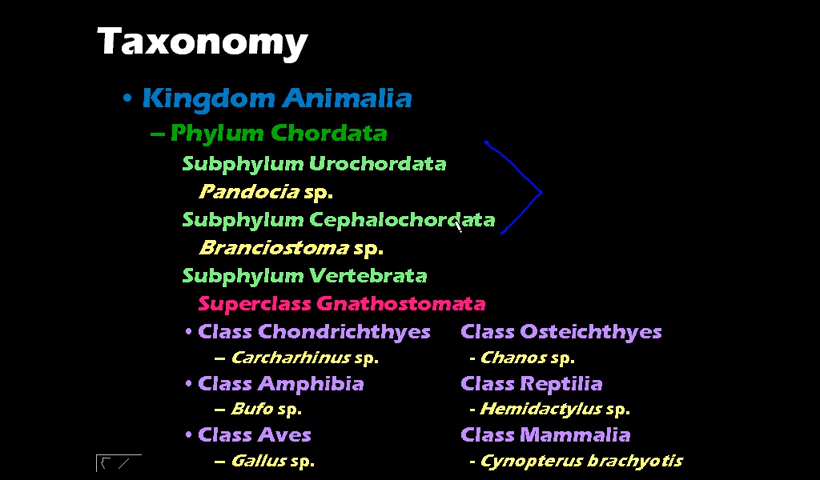 Taxonomy
• Kingdom Animalia
– Phylum Chordata
Subphylum Urochordata
Pandocia sp.
Subphylum Cephalochordata
Branciostoma sp.
Subphylum Vertebrata
Superclass Gnathostomata
• Class Chondrichthyes Class Osteichthyes
– Carcharhinus sp. - Chanos sp.
• Class Amphibia Class Reptilia
– Bufo sp. - Hemidactylus sp.
• Class Aves Class Mammalia
– Gallus sp. - Cynopterus brachyotis